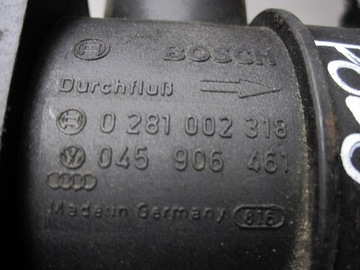 BOSCH
Durchfluß
0 281 002 318
045 906 461
Made in Germany 816